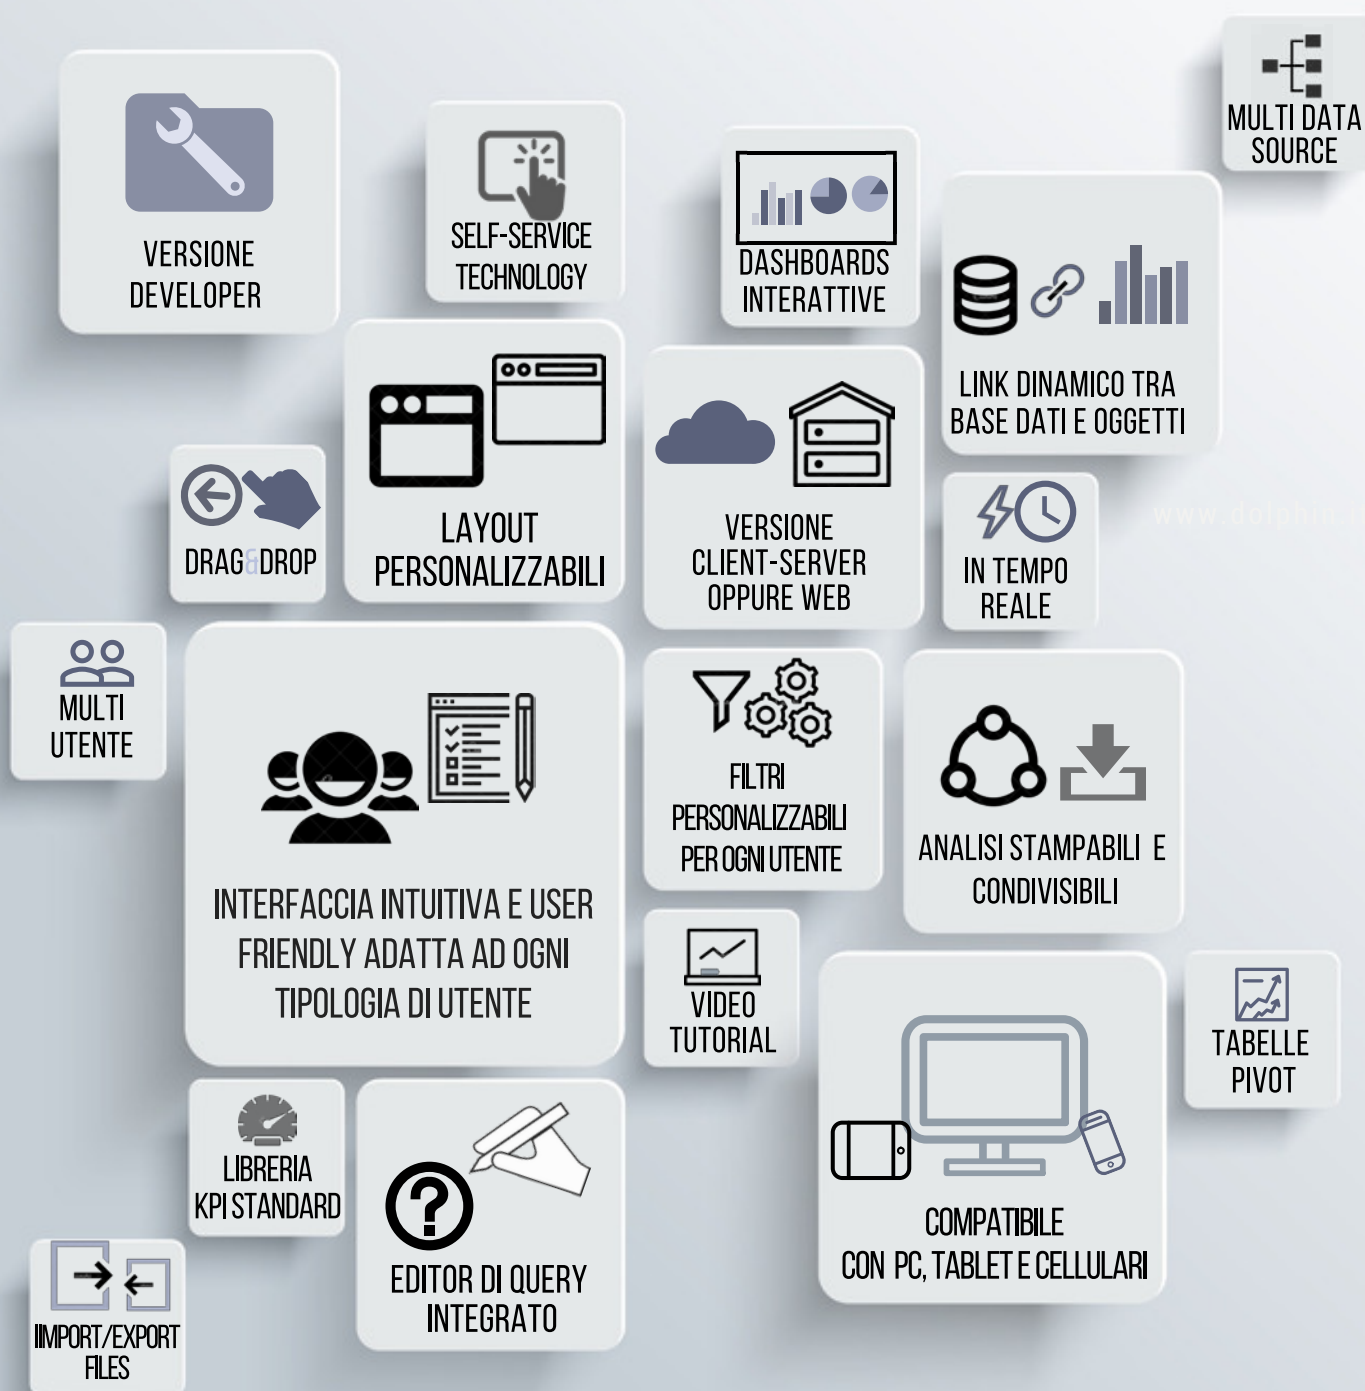 MULTI DATA
SOURCE
VERSIONE
DEVELOPER
SELF-SERVICE
TECHNOLOGY
DASHBOARDS
INTERATTIVE
LINK DINAMICO TRA
BASE DATI E OGGETTI
DRAG&DROP
LAYOUT
PERSONALIZZABILI
VERSIONE
CLIENT-SERVER
OPPURE WEB
IN TEMPO
REALE
www.dolphin.
MULTI
UTENTE
INTERFACCIA INTUITIVA E USER
FRIENDLY ADATTA AD OGNI
TIPOLOGIA DI UTENTE
FILTRI
PERSONALIZZABILI
PER OGNI UTENTE
ANALISI STAMPABILI E
CONDIVISIBILI
VIDEO
TUTORIAL
TABELLE
PIVOT
LIBRERIA
KPI STANDARD
EDITOR DI QUERY
INTEGRATO
COMPATIBILE
CON PC, TABLET E CELLULARI
IIMPORT/EXPORT
FILES